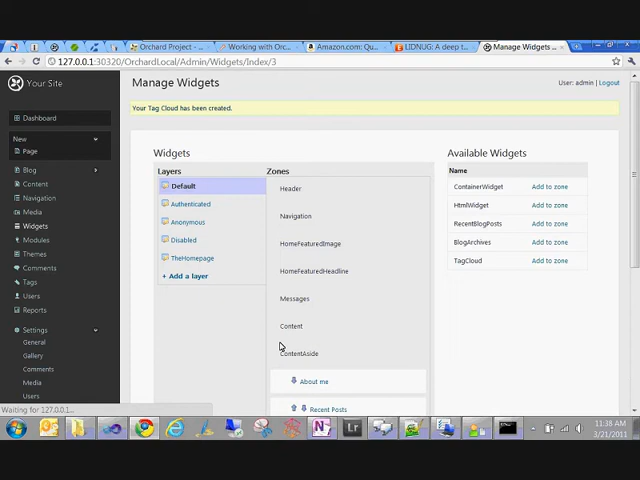 Orchard Project -
Working with Orc...
Amazon.com: Qu...
LIDNUG: A deep t...
Manage Widgets ...
127.0.0.1:30320/OrchardLocal/Admin/Widgets/Index/3
Your Site
Manage Widgets
User: admin | Logout
Your Tag Cloud has been created.
Dashboard
New
Page
Blog
Content
Navigation
Media
Widgets
Modules
Themes
Comments
Tags
Users
Reports
Settings
General
Gallery
Comments
Media
Users
Widgets
Layers
Default
Authenticated
Anonymous
Disabled
TheHomepage
+ Add a layer
Zones
Header
Navigation
HomeFeaturedImage
HomeFeaturedHeadline
Messages
Content
ContentAside
About me
Recent Posts
Available Widgets
Name
ContainerWidget Add to zone
HtmlWidget Add to zone
RecentBlogPosts Add to zone
BlogArchives Add to zone
TagCloud Add to zone
Waiting for 127.0.0.1...
Lr
11:38 AM
3/21/2011